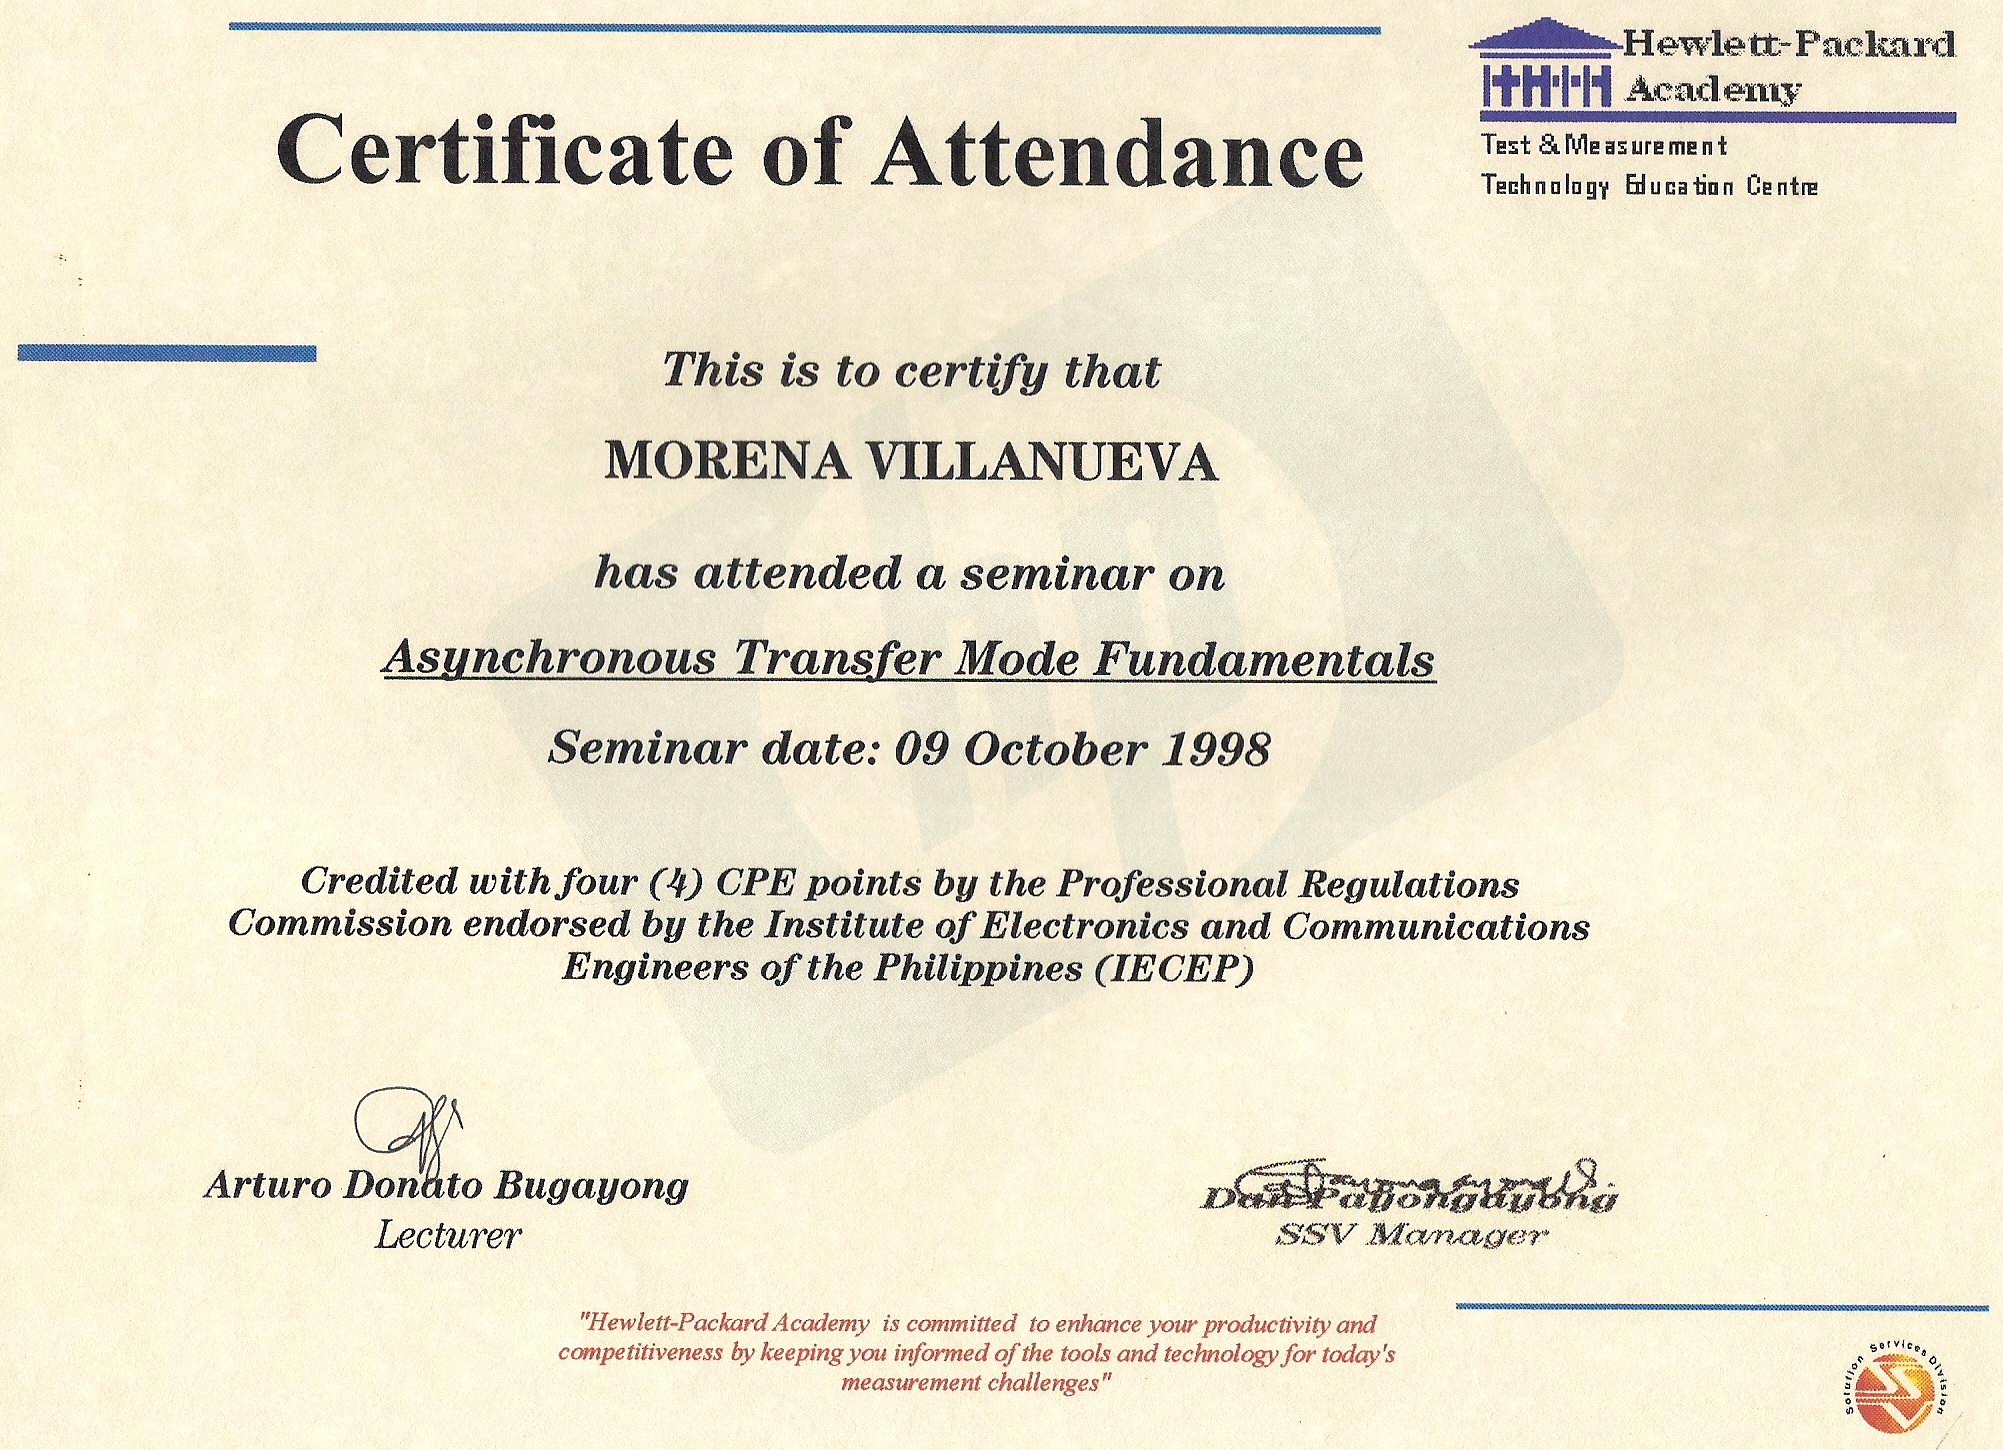 Hewlett-Packard
Academy
Test & Measurement
Technology Education Centre
Certificate of Attendance
This is to certify that
MORENA VILLANUEVA
has attended a seminar on
Asynchronous Transfer Mode Fundamentals
Seminar date: 09 October 1998
Credited with four (4) CPE points by the Professional Regulations
Commission endorsed by the Institute of Electronics and Communications
Engineers of the Philippines (IECEP)
Arturo Donato Bugayong
Lecturer
Dan Payongayong
SSV Manager
"Hewlett-Packard Academy is committed to enhance your productivity and
competitiveness by keeping you informed of the tools and technology for today's
measurement challenges"
Solution Services Division